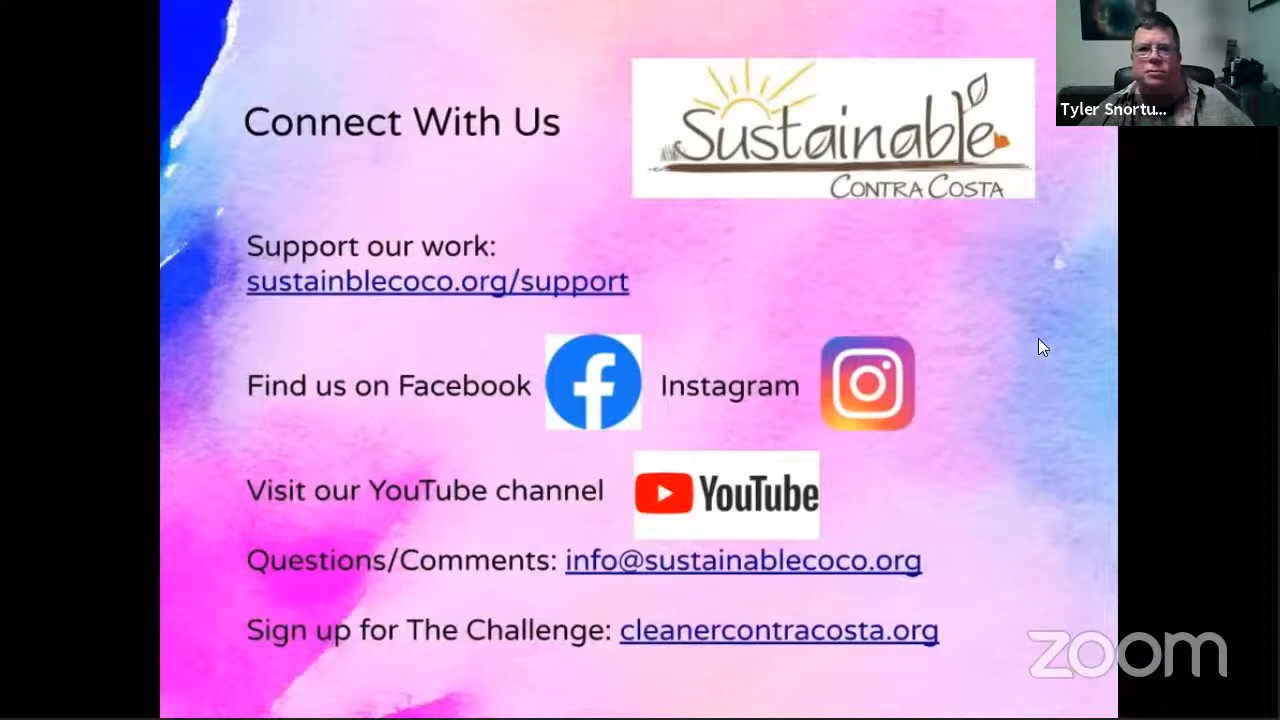 Connect With Us
Sustainable
CONTRA COSTA
Tyler Snortu...
Support our work:
sustainblecoco.org/support
Find us on Facebook
Instagram
Visit our YouTube channel
YouTube
Questions/Comments: info@sustainablecoco.org
Sign up for The Challenge: cleanercontracosta.org
zoom